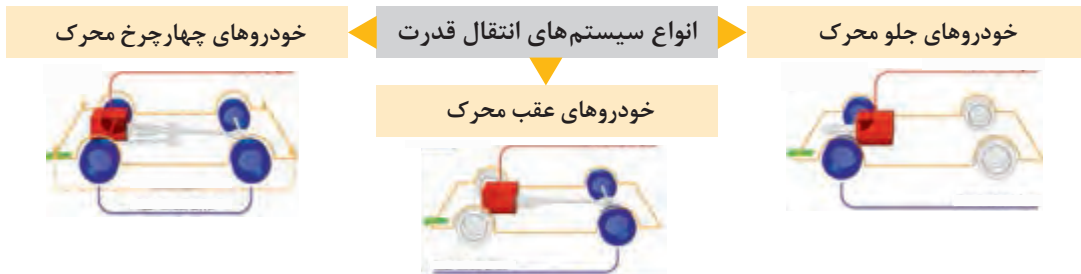 انواع سیستم‌های انتقال قدرت
خودروهای جلو محرک
خودروهای عقب محرک
خودروهای چهارچرخ محرک